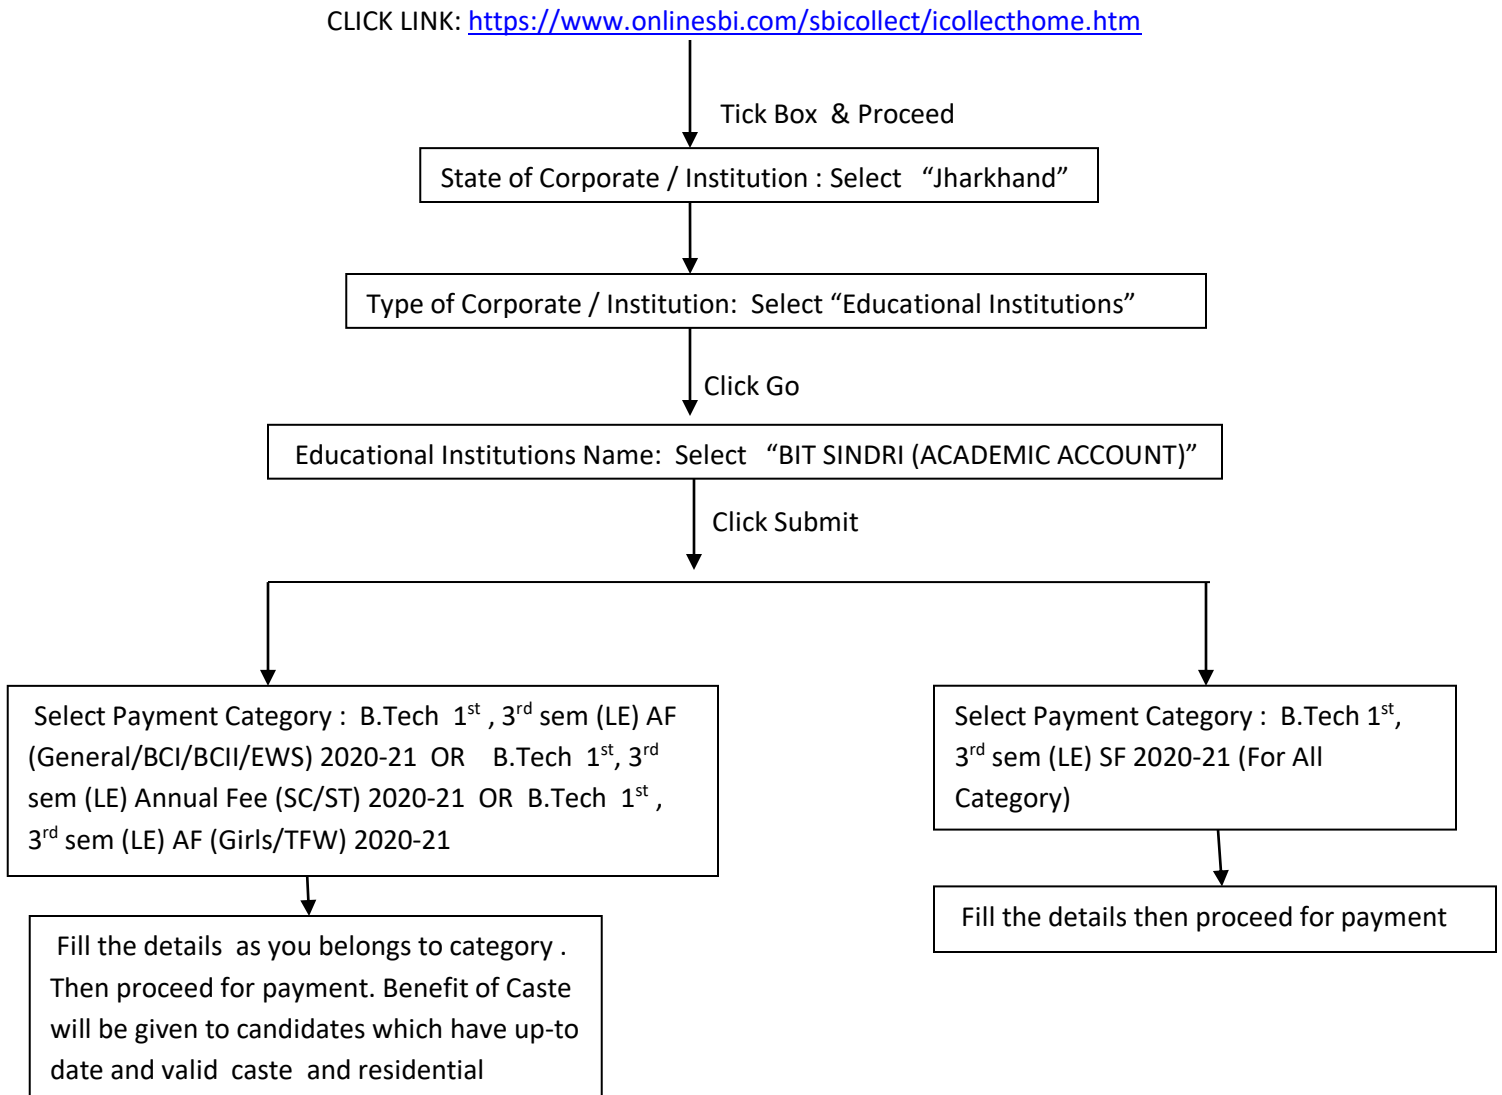 CLICK LINK: https://www.onlinesbi.com/sbicollect/icollecthome.htm
Tick Box & Proceed
State of Corporate / Institution : Select “Jharkhand”
Type of Corporate / Institution: Select “Educational Institutions”
Click Go
Educational Institutions Name: Select “BIT SINDRI (ACADEMIC ACCOUNT)”
Click Submit
Select Payment Category : B.Tech 1st , 3rd sem (LE) AF
(General/BCI/BCII/EWS) 2020-21 OR B.Tech 1st, 3rd
sem (LE) Annual Fee (SC/ST) 2020-21 OR B.Tech 1st ,
3rd sem (LE) AF (Girls/TFW) 2020-21
Fill the details as you belongs to category .
Then proceed for payment. Benefit of Caste
will be given to candidates which have up-to
date and valid caste and residential
Select Payment Category : B.Tech 1st,
3rd sem (LE) SF 2020-21 (For All
Category)
Fill the details then proceed for payment